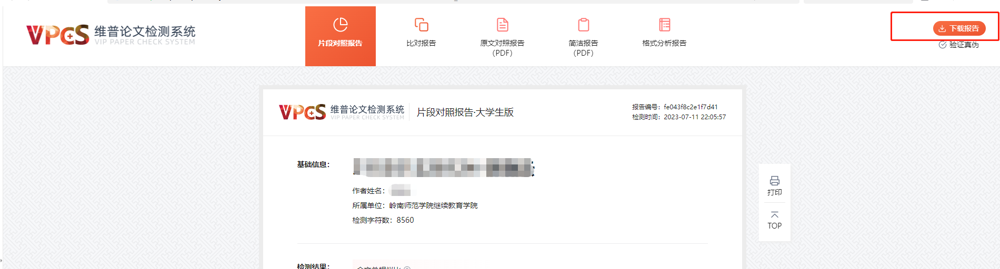 VPCS 维普论文检测系统
VIP PAPER CHECK SYSTEM
片段对照报告
比对报告
原文对照报告
(PDF)
简洁报告
(PDF)
格式分析报告
下载报告
验证真伪
VPCS 维普论文检测系统
VIP PAPER CHECK SYSTEM
片段对照报告·大学生版
报告编号：fe043f8c2e1f7d41
检测时间：2023-07-11 22:05:57
基础信息：
作者姓名：
所属单位：岭南师范学院继续教育学院
检测字符数：8560
打印
TOP
检测结果：